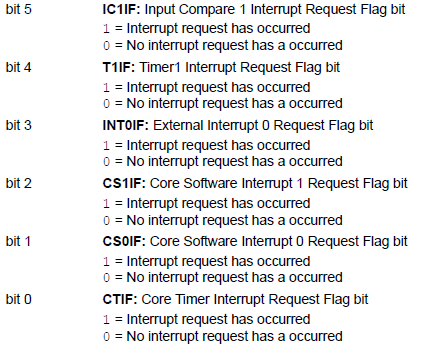 bit 5 IC1IF: Input Compare 1 Interrupt Request Flag bit
1 = Interrupt request has occurred
0 = No interrupt request has a occurred
bit 4 T1IF: Timer1 Interrupt Request Flag bit
1 = Interrupt request has occurred
0 = No interrupt request has a occurred
bit 3 INT0IF: External Interrupt 0 Request Flag bit
1 = Interrupt request has occurred
0 = No interrupt request has a occurred
bit 2 CS1IF: Core Software Interrupt 1 Request Flag bit
1 = Interrupt request has occurred
0 = No interrupt request has a occurred
bit 1 CS0IF: Core Software Interrupt 0 Request Flag bit
1 = Interrupt request has occurred
0 = No interrupt request has a occurred
bit 0 CTIF: Core Timer Interrupt Request Flag bit
1 = Interrupt request has occurred
0 = No interrupt request has a occurred